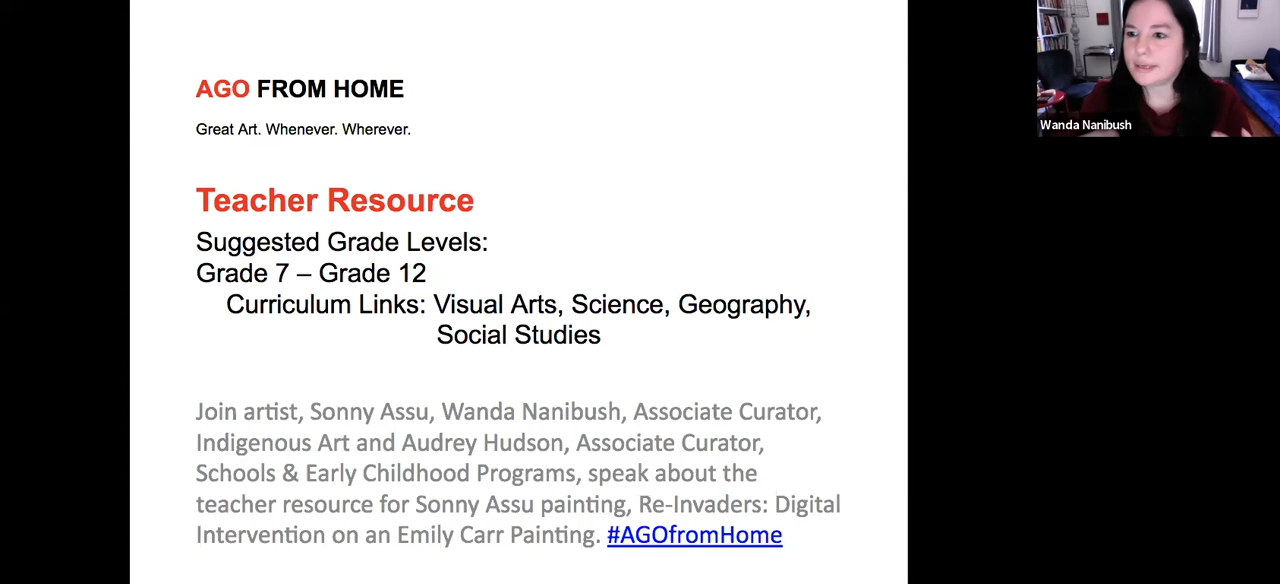 AGO FROM HOME
Wanda Nanibush
Great Art. Whenever. Wherever.
Teacher Resource
Suggested Grade Levels:
Grade 7 – Grade 12
Curriculum Links: Visual Arts, Science, Geography,
Social Studies
Join artist, Sonny Assu, Wanda Nanibush, Associate Curator,
Indigenous Art and Audrey Hudson, Associate Curator,
Schools & Early Childhood Programs, speak about the
teacher resource for Sonny Assu painting, Re-Invaders: Digital
Intervention on an Emily Carr Painting. #AGOfromHome